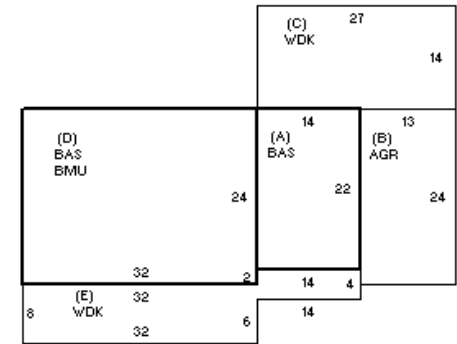 (C) 27
WDK
14
14 13
(D) (A) (B)
BAS BAS AGR
BMU
24 22 24
32 2
14 4
(E) 32
8 WDK 14
32 6